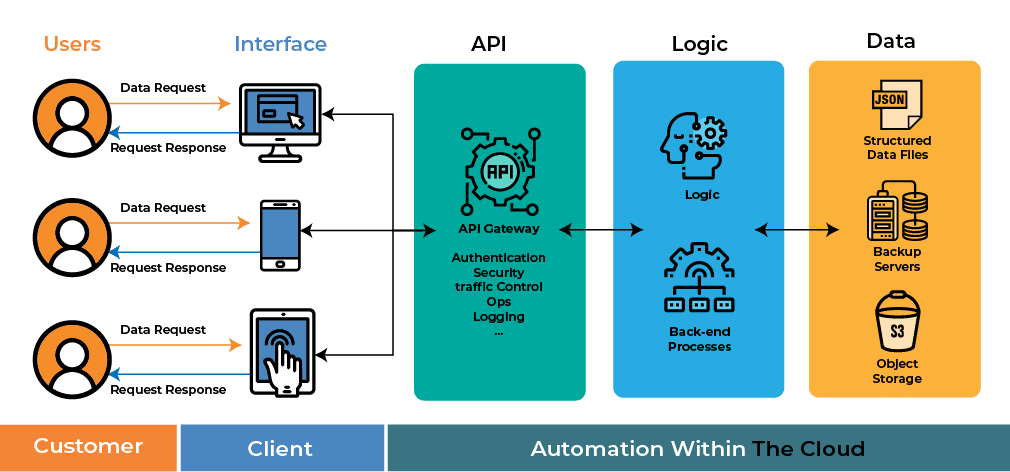 Users
Interface
API
Logic
Data
Data Request
Request Response
Data Request
Request Response
Data Request
Request Response
API
API Gateway
Authentication
Security
traffic Control
Ops
Logging
...
Logic
Back-end
Processes
JSON
Structured
Data Files
Backup
Servers
S3
Object
Storage
Customer
Client
Automation Within The Cloud